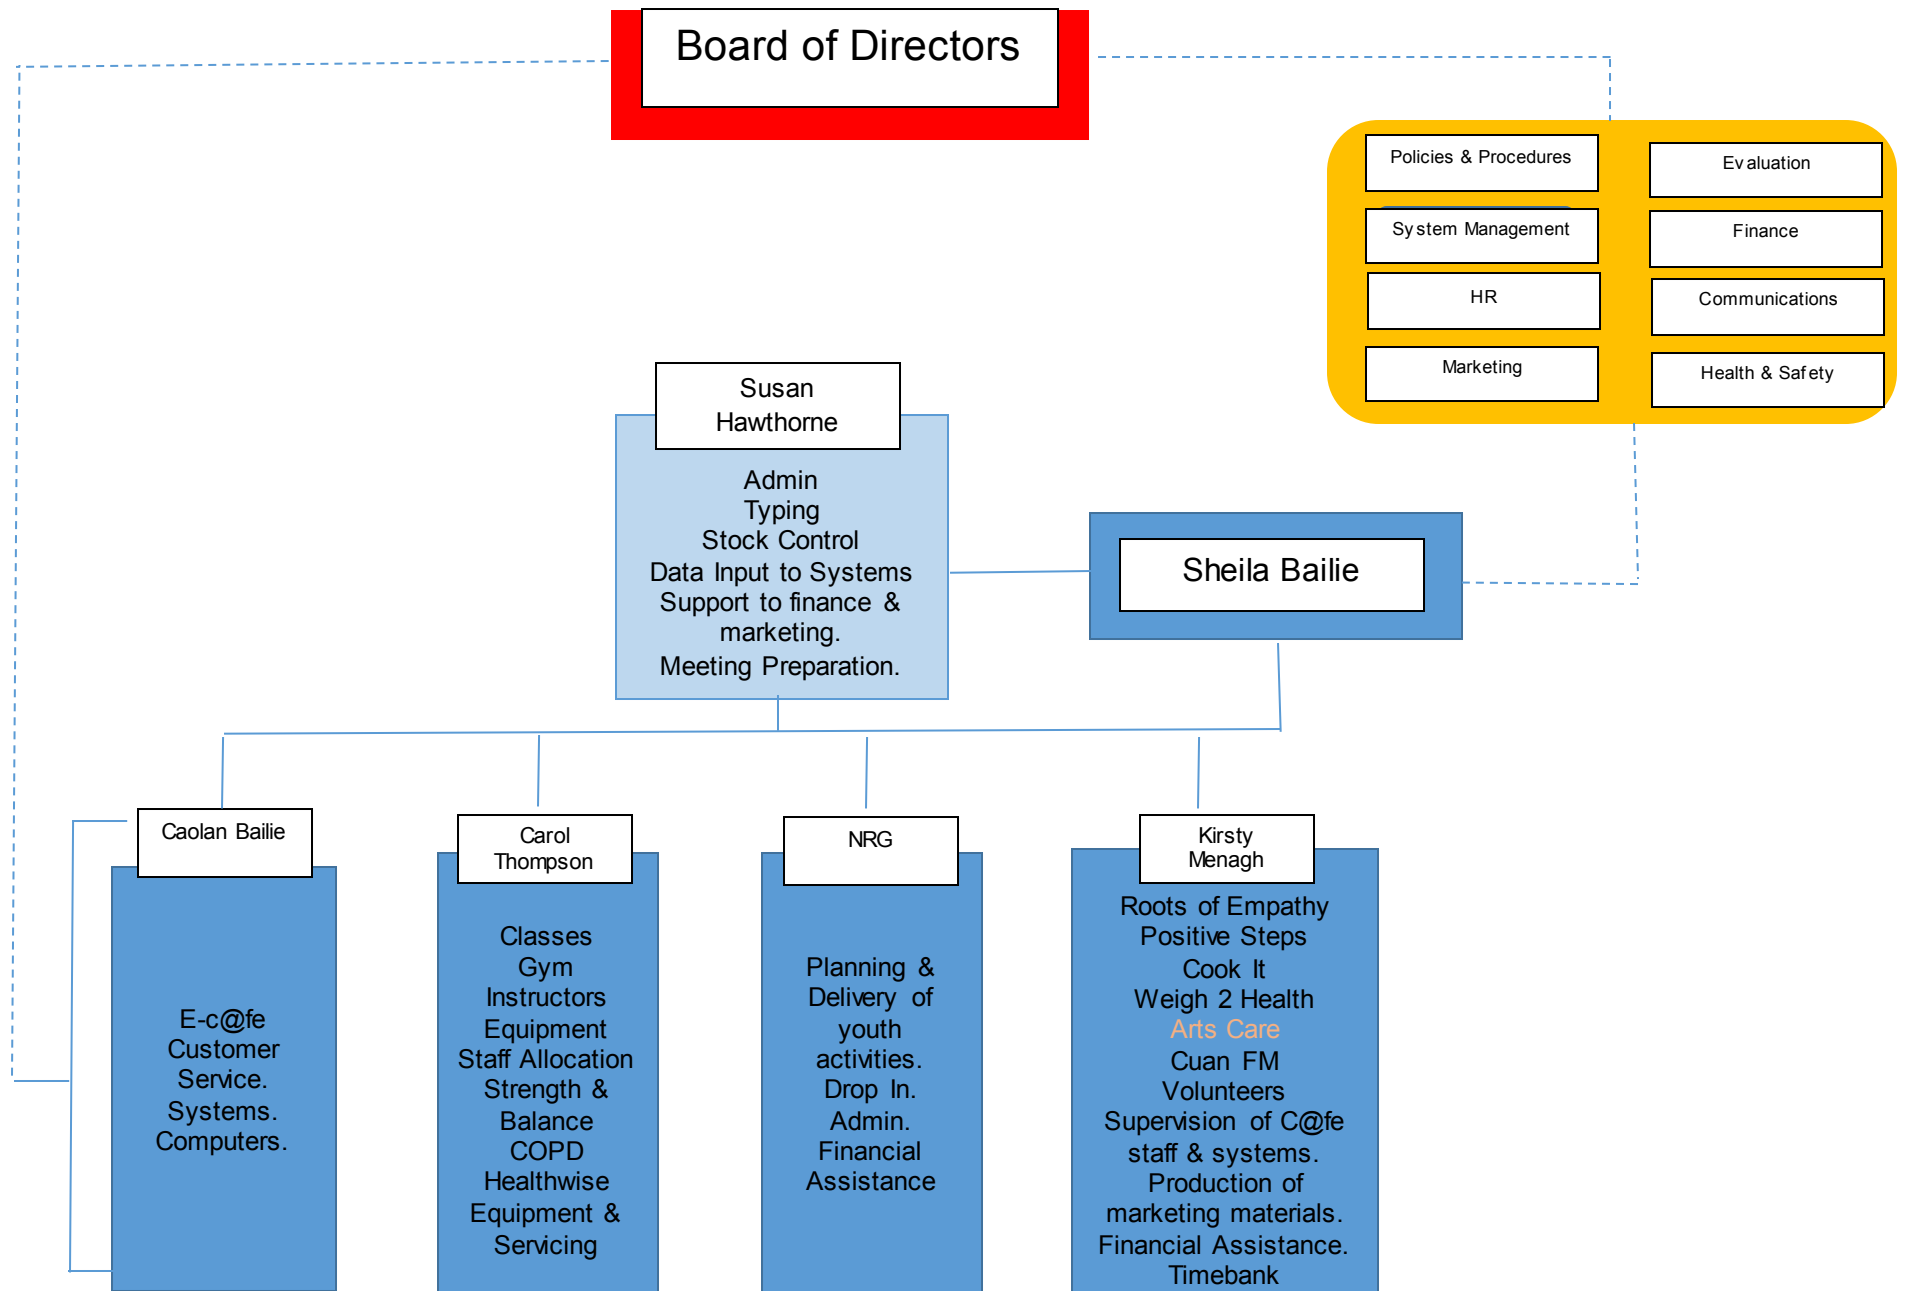 Board of Directors
Policies & Procedures
Evaluation
System Management
Finance
HR
Communications
Marketing
Health & Safety
Susan
Hawthorne
Admin
Typing
Stock Control
Data Input to Systems
Support to finance &
marketing.
Meeting Preparation.
Sheila Bailie
Caolan Bailie
E-c@fe
Customer
Service.
Systems.
Computers.
Carol
Thompson
Classes
Gym
Instructors
Equipment
Staff Allocation
Strength &
Balance
COPD
Healthwise
Equipment &
Servicing
NRG
Planning &
Delivery of
youth
activities.
Drop In.
Admin.
Financial
Assistance
Kirsty
Menagh
Roots of Empathy
Positive Steps
Cook It
Weigh 2 Health
Arts Care
Cuan FM
Volunteers
Supervision of C@fe
staff & systems.
Production of
marketing materials.
Financial Assistance.
Timebank